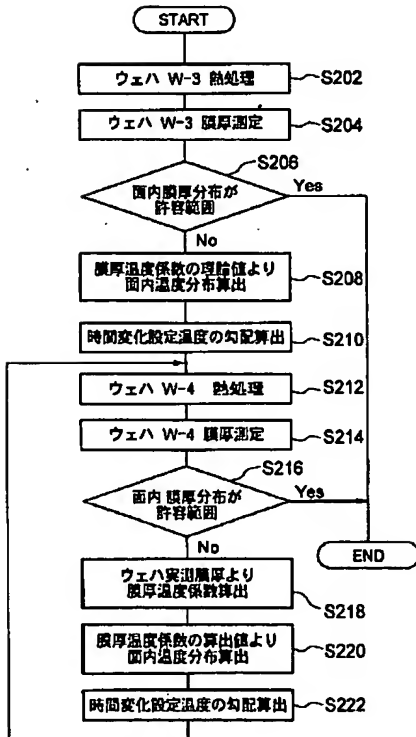 START
ウェハ W-3 熱処理
S202
ウェハ W-3 膜厚測定
S204
S206
面内膜厚分布が
許容範囲
Yes
No
膜厚温度係数の理論値より
面内温度分布算出
S208
時間変化設定温度の勾配算出
S210
ウェハ W-4 熱処理
S212
ウェハ W-4 膜厚測定
S214
S216
面内 膜厚分布が
許容範囲
Yes
No
END
ウェハ実測膜厚より
膜厚温度係数算出
S218
膜厚温度係数の算出値より
面内温度分布算出
S220
時間変化設定温度の勾配算出
S222